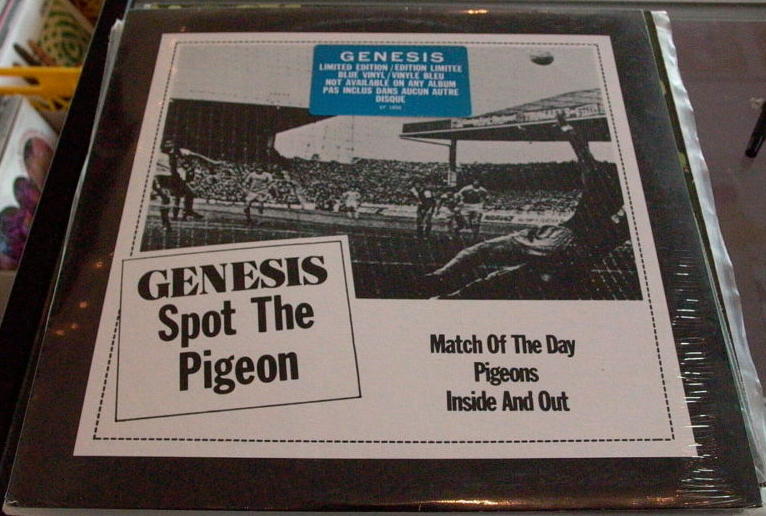 GENESIS
LIMITED EDITION / EDITION LIMITEE
BLUE VINYL / VINYLE BLEU
NOT AVAILABLE ON ANY ALBUM
PAS INCLUS DANS AUCUN AUTRE
DISQUE
GENESIS
Spot The
Pigeon
Match Of The Day
Pigeons
Inside And Out